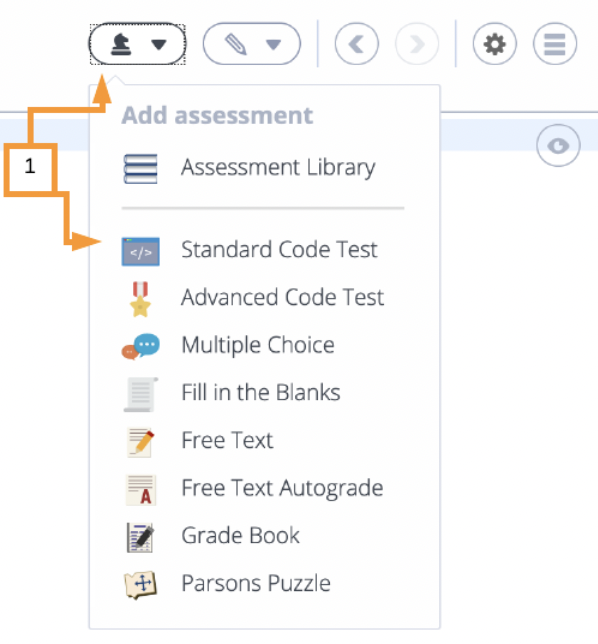 1
Add assessment
Assessment Library
Standard Code Test
Advanced Code Test
Multiple Choice
Fill in the Blanks
Free Text
Free Text Autograde
Grade Book
Parsons Puzzle